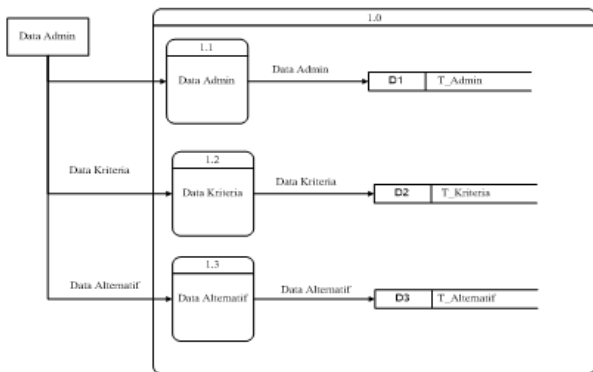 1.0
Data Admin
1.1
Data Admin
Data Admin
D1 T_Admin
1.2
Data Kriteria
Data Kriteria
Data Kriteria
D2 T_Kriteria
1.3
Data Alternatif
Data Alternatif
Data Alternatif
D3 T_Alternatif